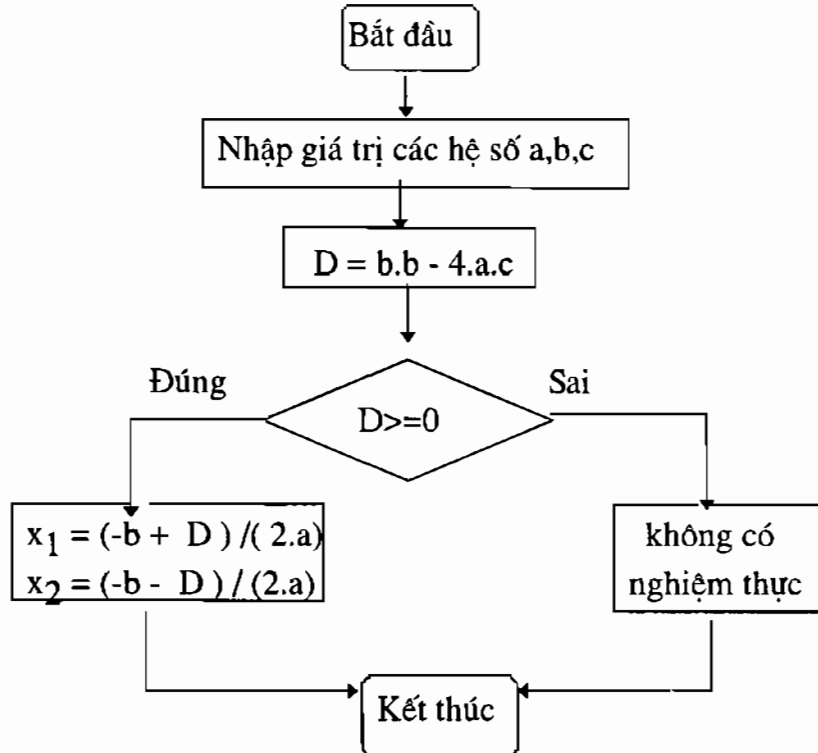 Bắt đầu
Nhập giá trị các hệ số a,b,c
D = b.b - 4.a.c
Đúng
Sai
D>=0
x1 = (-b + D ) /( 2.a)
x2 = (-b - D ) / (2.a)
không có
nghiệm thực
Kết thúc